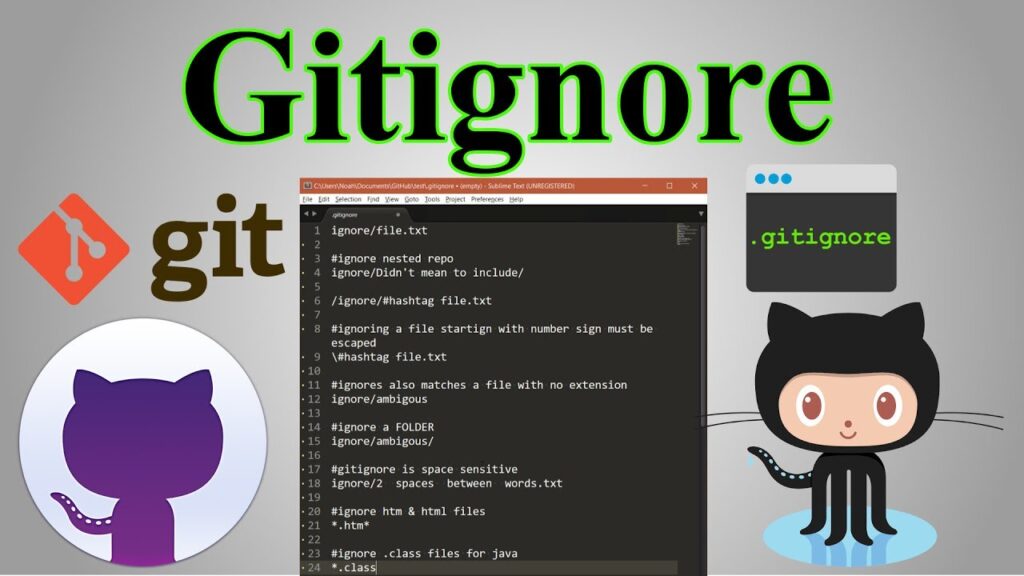 Gitignore
git
C:\Users\Noah\Documents\GitHub\test\.gitignore • (empty) - Sublime Text (UNREGISTERED)
File Edit Selection Find View Goto Tools Project Preferences Help
.gitignore
1 ignore/file.txt
2
3 #ignore nested repo
4 ignore/Didn't mean to include/
5
6 /ignore/#hashtag file.txt
7
8 #ignoring a file startign with number sign must be
escaped
9 \#hashtag file.txt
10
11 #ignores also matches a file with no extension
12 ignore/ambigous
13
14 #ignore a FOLDER
15 ignore/ambigous/
16
17 #gitignore is space sensitive
18 ignore/2  spaces  between  words.txt
19
20 #ignore htm & html files
21 *.htm*
22
23 #ignore .class files for java
24 *.class
.gitignore